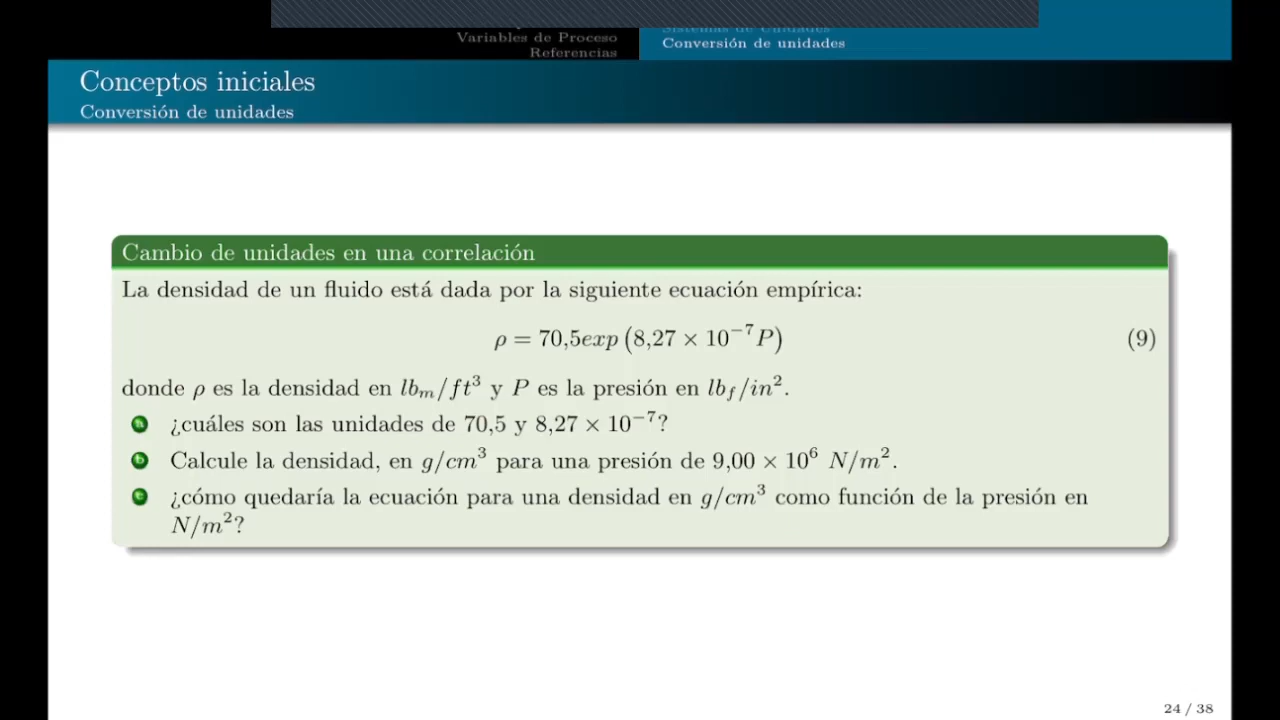 Variables de Proceso
Referencias
Sistemas de Unidades
Conversión de unidades
Conceptos iniciales
Conversión de unidades
Cambio de unidades en una correlación
La densidad de un fluido está dada por la siguiente ecuación empírica:
ρ = 70,5exp (8,27 × 10⁻⁷P) (9)
donde ρ es la densidad en lbₘ/ft³ y P es la presión en lb_f/in².
a ¿cuáles son las unidades de 70,5 y 8,27 × 10⁻⁷?
b Calcule la densidad, en g/cm³ para una presión de 9,00 × 10⁶ N/m².
c ¿cómo quedaría la ecuación para una densidad en g/cm³ como función de la presión en
N/m²?
24 / 38